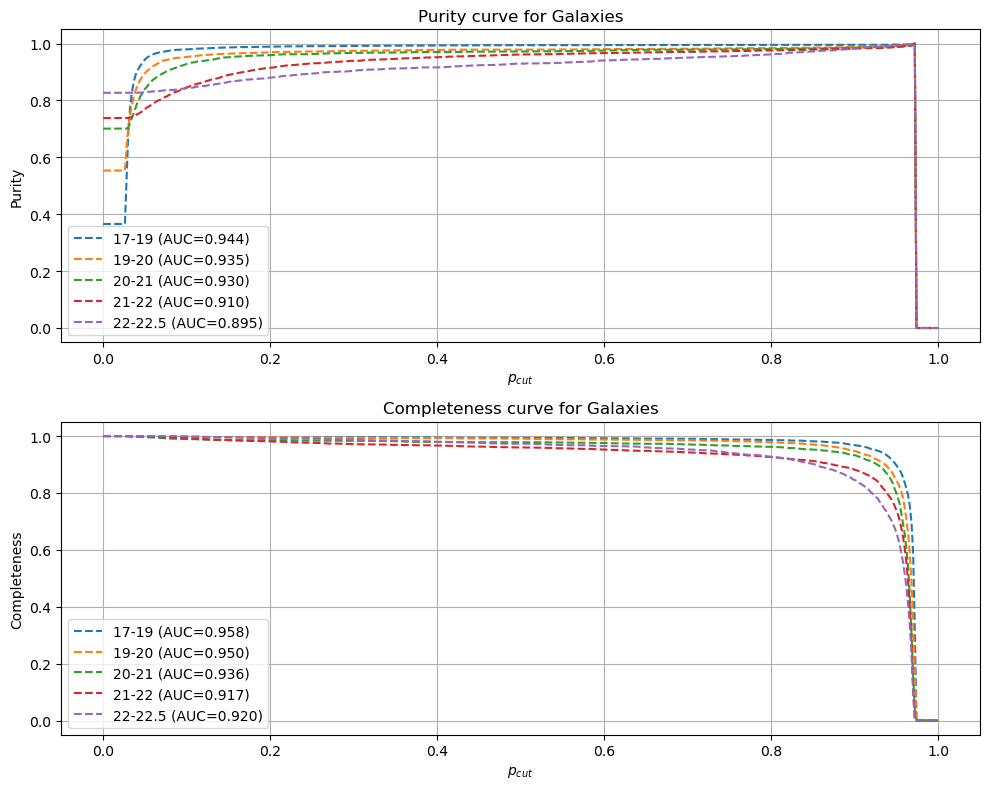 Purity curve for Galaxies
Purity
1.0
0.8
0.6
0.4
0.2
0.0
17-19 (AUC=0.944)
19-20 (AUC=0.935)
20-21 (AUC=0.930)
21-22 (AUC=0.910)
22-22.5 (AUC=0.895)
0.0 0.2 0.4 0.6 0.8 1.0
p_cut
Completeness curve for Galaxies
Completeness
1.0
0.8
0.6
0.4
0.2
0.0
17-19 (AUC=0.958)
19-20 (AUC=0.950)
20-21 (AUC=0.936)
21-22 (AUC=0.917)
22-22.5 (AUC=0.920)
0.0 0.2 0.4 0.6 0.8 1.0
p_cut